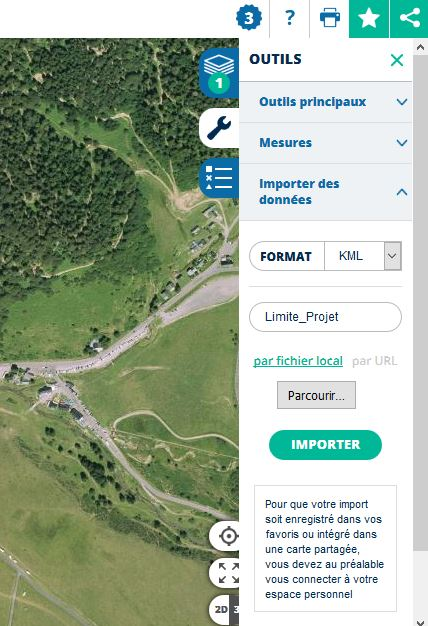 3
?
OUTILS
1
Outils principaux
Mesures
Importer des
données
FORMAT KML
Limite_Projet
par fichier local par URL
Parcourir...
IMPORTER
Pour que votre import
soit enregistré dans vos
favoris ou intégré dans
une carte partagée,
vous devez au préalable
vous connecter à votre
espace personnel
2D 3